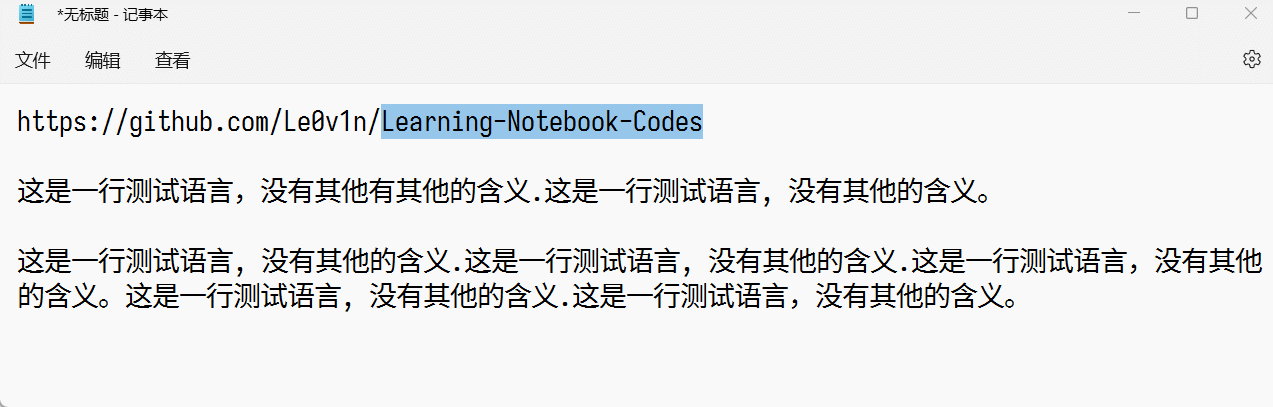 *无标题 - 记事本
文件 编辑 查看
https://github.com/Le0v1n/Learning-Notebook-Codes
这是一行测试语言，没有其他有其他的含义.这是一行测试语言，没有其他的含义。
这是一行测试语言，没有其他的含义.这是一行测试语言，没有其他的含义.这是一行测试语言，没有其他
的含义。这是一行测试语言，没有其他的含义.这是一行测试语言，没有其他的含义。